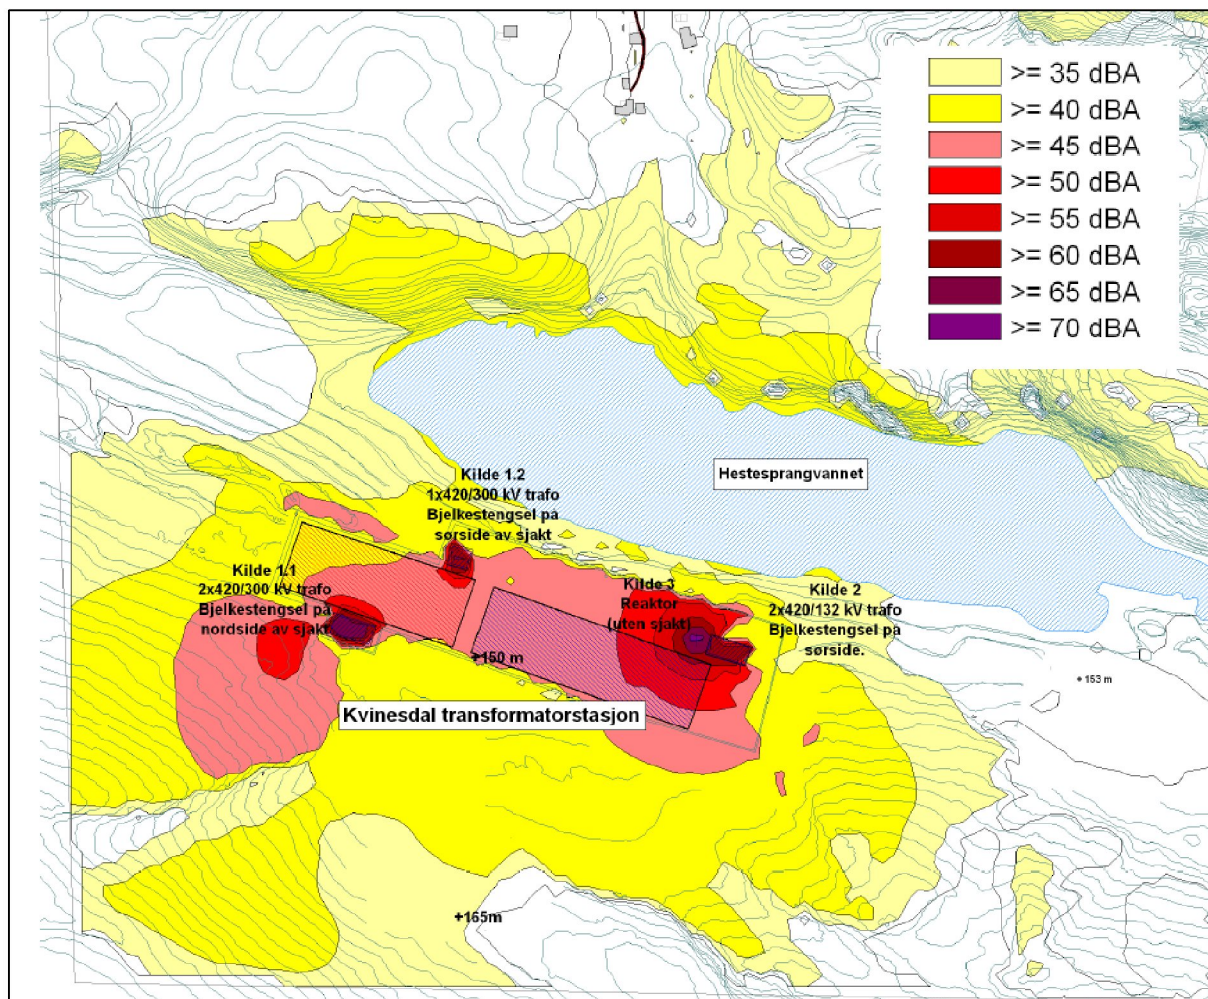 >= 35 dBA
>= 40 dBA
>= 45 dBA
>= 50 dBA
>= 55 dBA
>= 60 dBA
>= 65 dBA
>= 70 dBA
Hestesprangvannet
Kilde 1.2
1x420/300 kV trafo
Bjelkestengsel på
sørside av sjakt
Kilde 1.1
2x420/300 kV trafo
Bjelkestengsel på
nordside av sjakt
Kilde 3
Reaktor
(uten sjakt)
Kilde 2
2x420/132 kV trafo
Bjelkestengsel på
sørside.
+150 m
+ 153 m
Kvinesdal transformatorstasjon
+165m